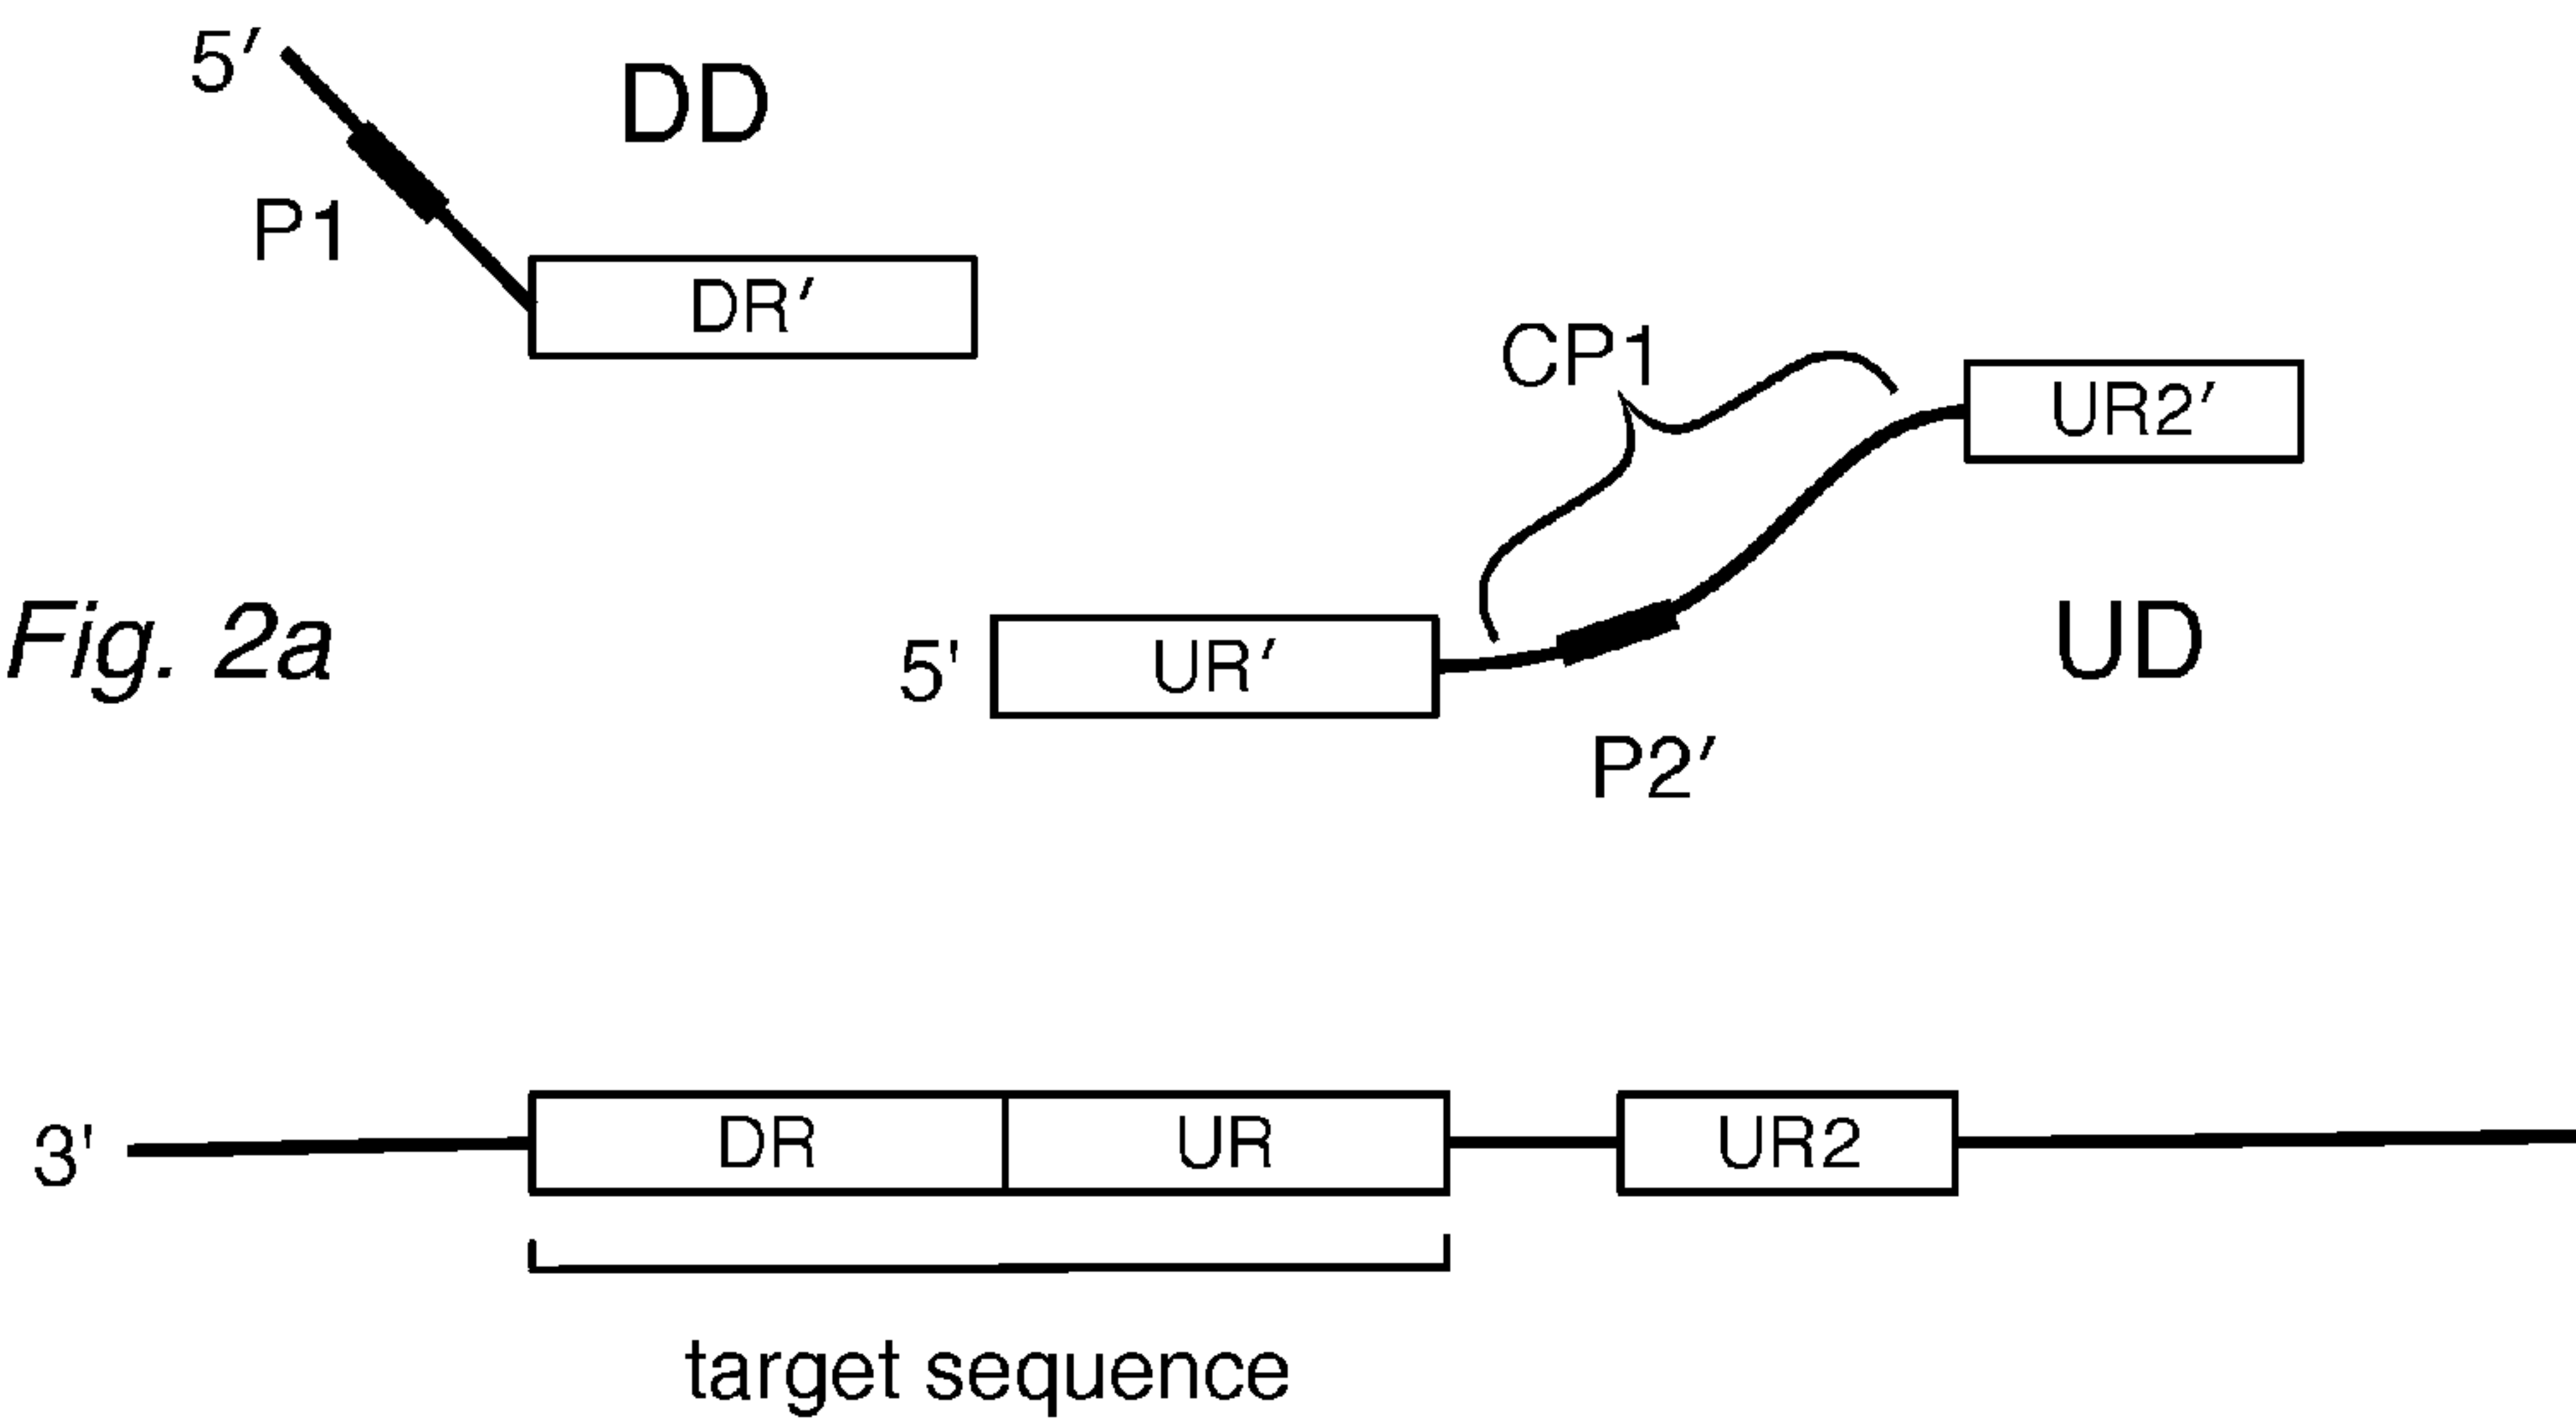 5′
DD
P1
DR′
CP1
UR2′
Fig. 2a
5'
UR′
UD
P2′
3'
DR
UR
UR2
target sequence